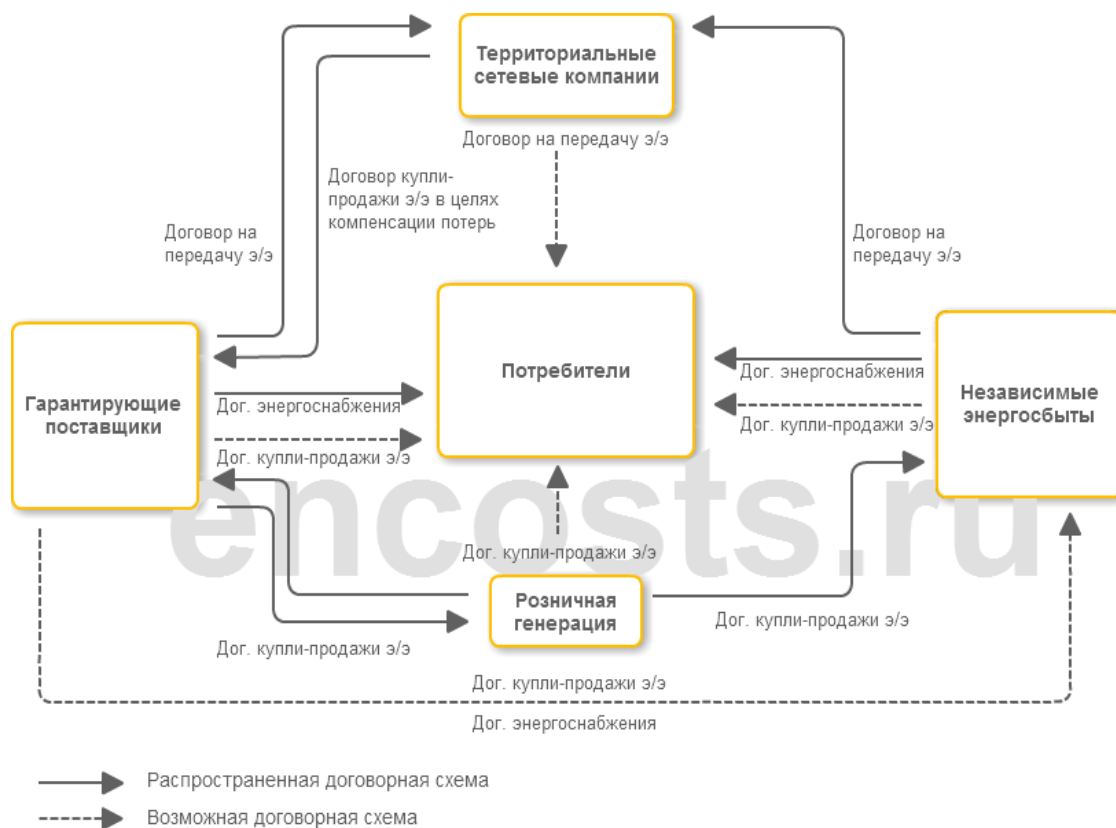 Территориальные
сетевые компании
Договор на передачу э/э
Договор купли-
продажи э/э в целях
компенсации потерь
Договор на
передачу э/э
Договор на
передачу э/э
Гарантирующие
поставщики
Потребители
Независимые
энергосбыты
Дог. энергоснабжения
Дог. купли-продажи э/э
Дог. энергоснабжения
Дог. купли-продажи э/э
encosts.ru
Дог. купли-продажи э/э
Розничная
генерация
Дог. купли-продажи э/э
Дог. купли-продажи э/э
Дог. купли-продажи э/э
Дог. энергоснабжения
Распространенная договорная схема
Возможная договорная схема